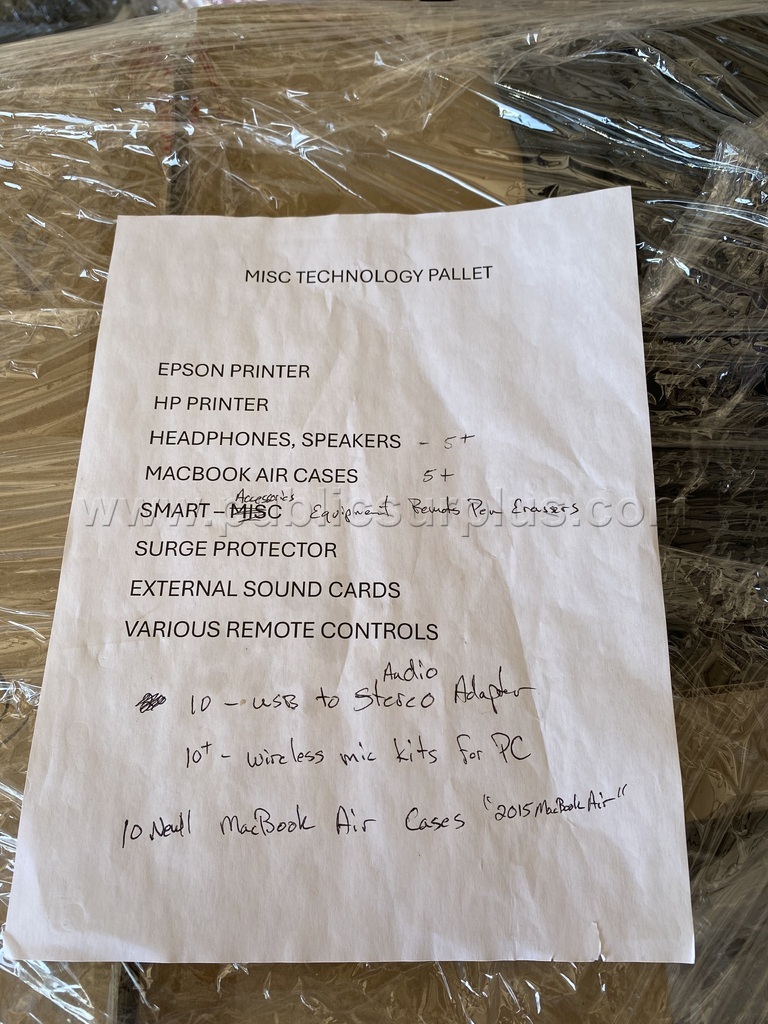 MISC TECHNOLOGY PALLET
EPSON PRINTER
HP PRINTER
HEADPHONES, SPEAKERS - 5+
MACBOOK AIR CASES 5+
Accessories
SMART – MISC Equipment Remots Pen Erasers
www.publicsurplus.com
SURGE PROTECTOR
EXTERNAL SOUND CARDS
VARIOUS REMOTE CONTROLS
Audio
10 - USB to Stereo Adapter
10+ - wireless mic kits for PC
10 New MacBook Air Cases "2015 MacBook Air"